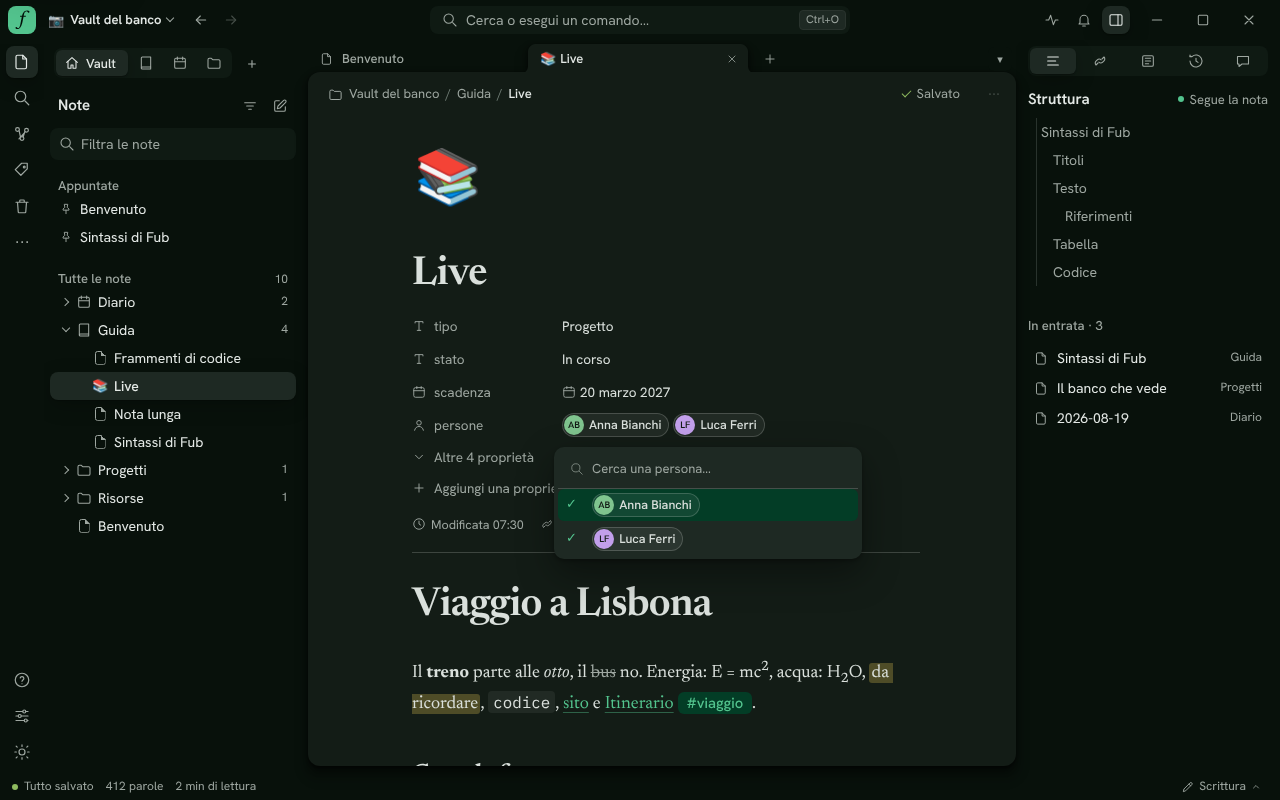 f
Vault del banco
Cerca o esegui un comando...
Ctrl+O
Vault
Benvenuto
Live
Note
Filtra le note
Appuntate
Benvenuto
Sintassi di Fub
Tutte le note 10
Diario 2
Guida 4
Frammenti di codice
Live
Nota lunga
Sintassi di Fub
Progetti 1
Risorse 1
Benvenuto
Vault del banco / Guida / Live
Salvato
Live
tipo Progetto
stato In corso
scadenza 20 marzo 2027
persone AB Anna Bianchi LF Luca Ferri
Altre 4 proprietà
Aggiungi una proprie
Modificata 07:30
Cerca una persona...
AB Anna Bianchi
LF Luca Ferri
Viaggio a Lisbona
Il treno parte alle otto, il bus no. Energia: E = mc², acqua: H₂O, da
ricordare, codice, sito e Itinerario #viaggio.
Struttura
Segue la nota
Sintassi di Fub
Titoli
Testo
Riferimenti
Tabella
Codice
In entrata · 3
Sintassi di Fub Guida
Il banco che vede Progetti
2026-08-19 Diario
Tutto salvato 412 parole 2 min di lettura
Scrittura